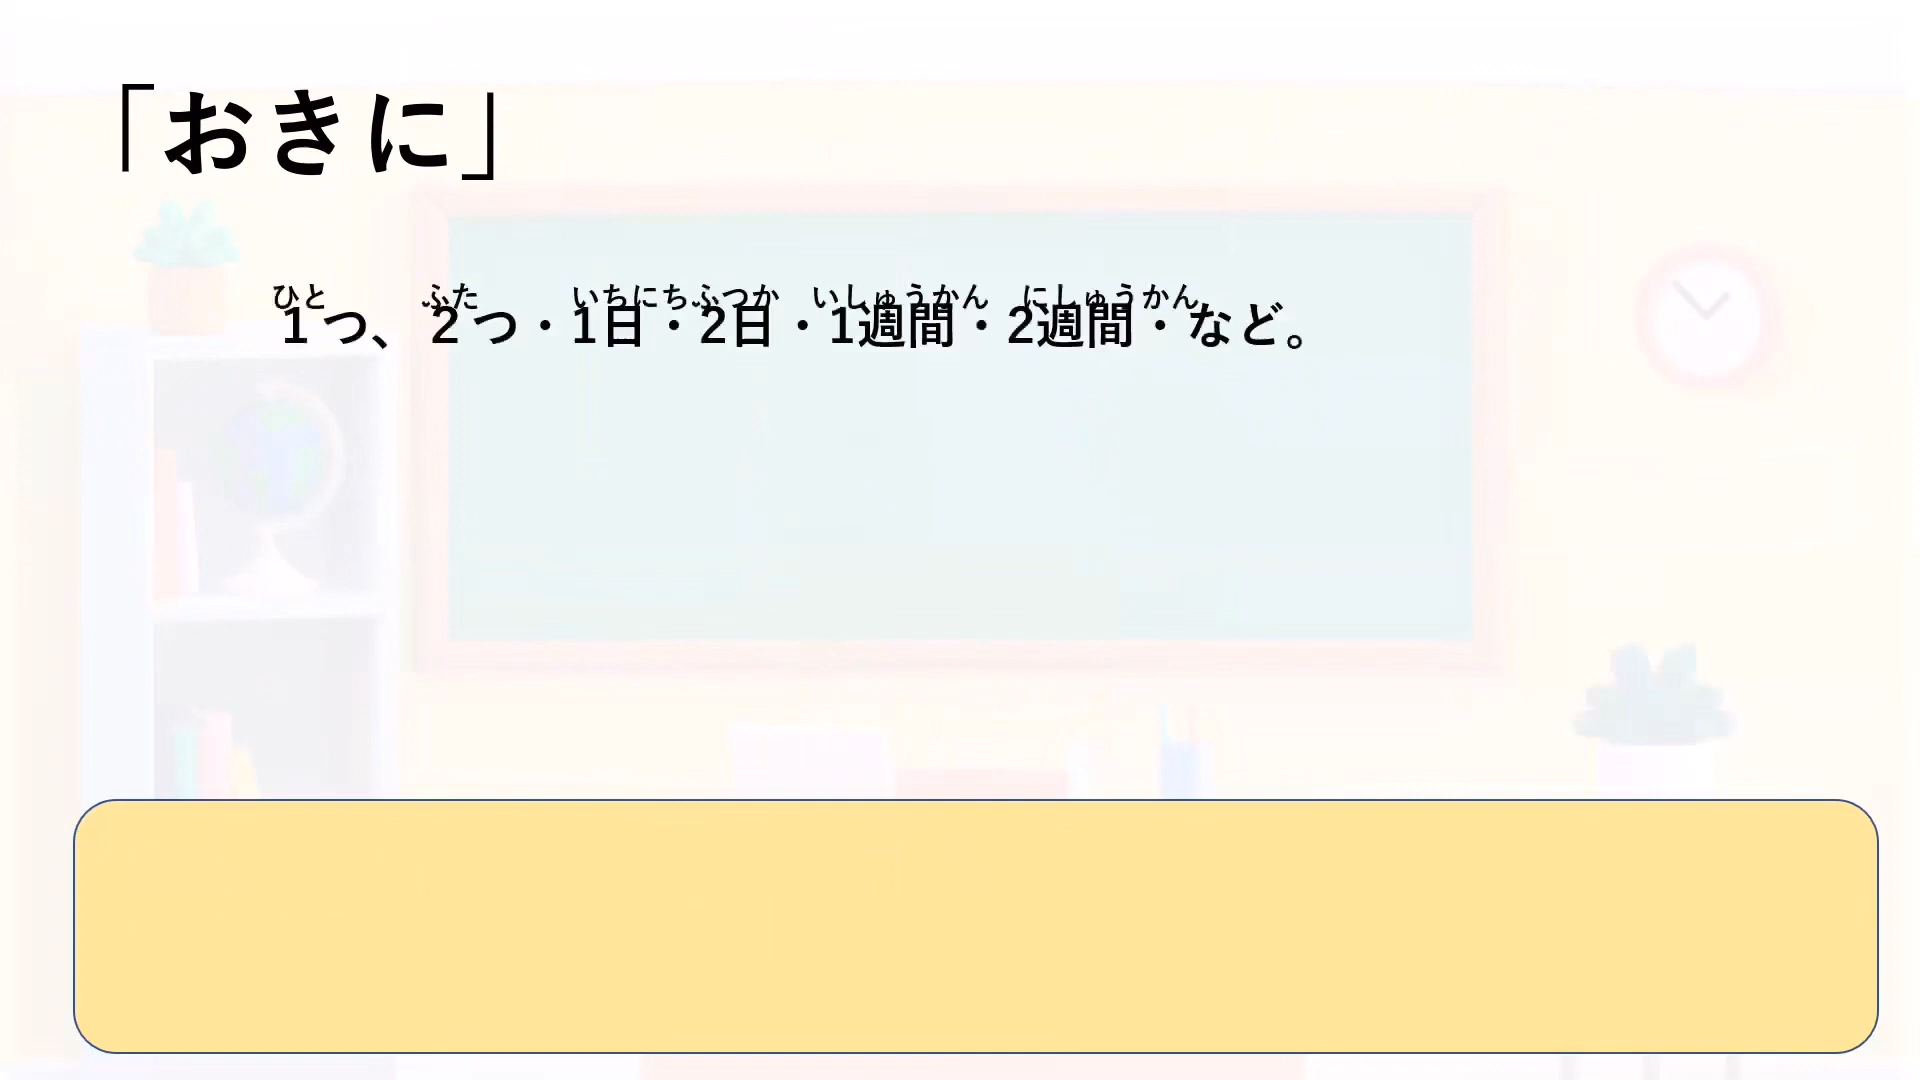 「おきに」
ひと ふた いちにち ふつか いしゅうかん にしゅうかん
1つ、2つ・1日・2日・1週間・2週間・など。